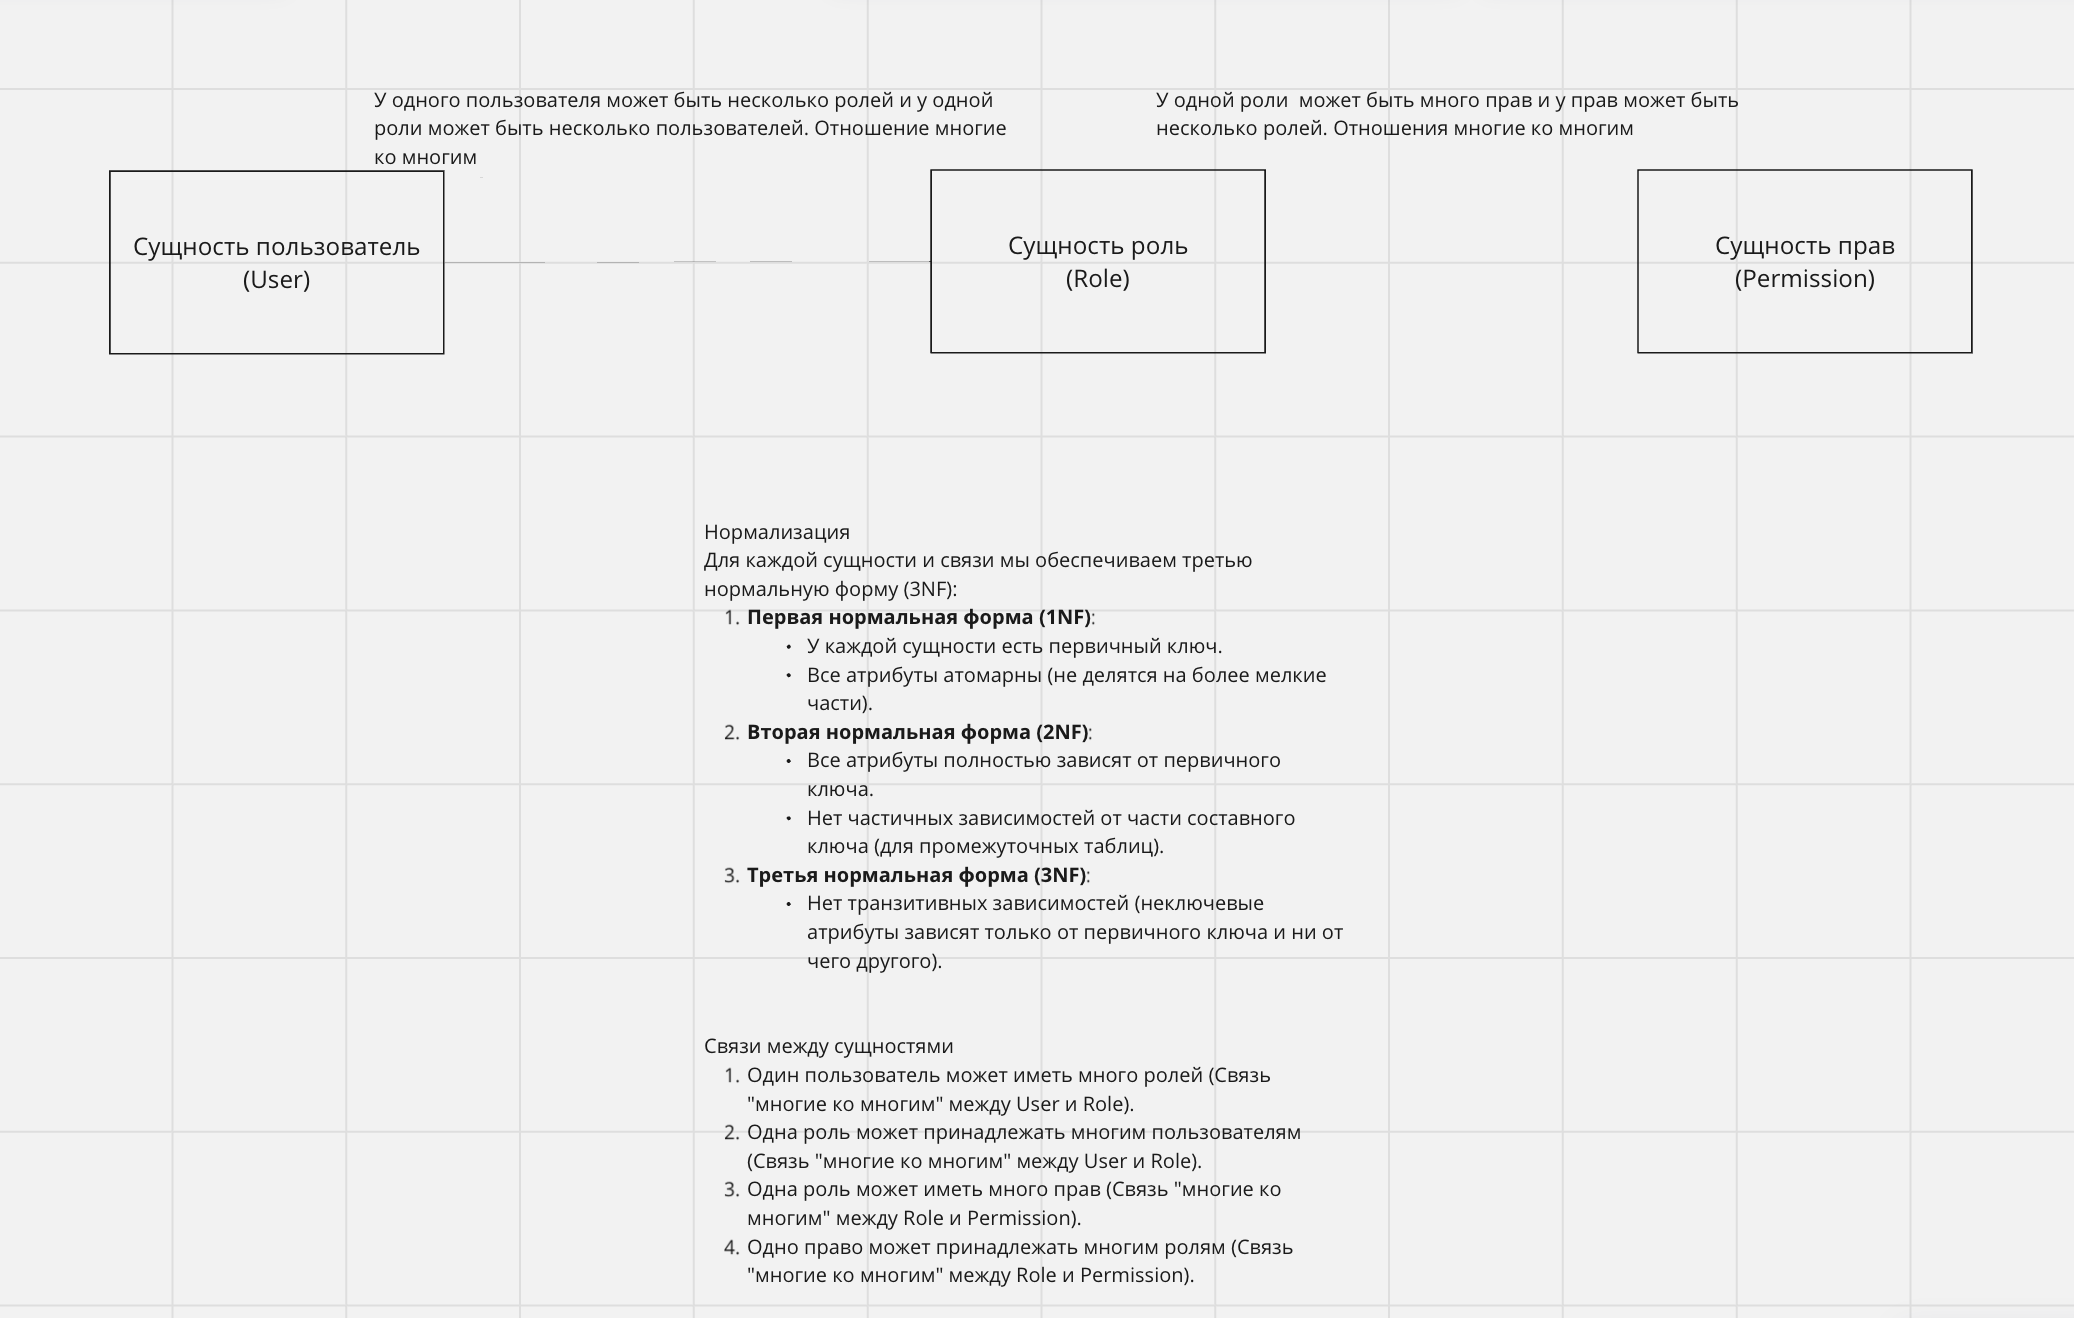 У одного пользователя может быть несколько ролей и у одной
роли может быть несколько пользователей. Отношение многие
ко многим
У одной роли  может быть много прав и у прав может быть
несколько ролей. Отношения многие ко многим
Сущность пользователь
(User)
Сущность роль
(Role)
Сущность прав
(Permission)
Нормализация
Для каждой сущности и связи мы обеспечиваем третью
нормальную форму (3NF):
1. Первая нормальная форма (1NF):
• У каждой сущности есть первичный ключ.
• Все атрибуты атомарны (не делятся на более мелкие
части).
2. Вторая нормальная форма (2NF):
• Все атрибуты полностью зависят от первичного
ключа.
• Нет частичных зависимостей от части составного
ключа (для промежуточных таблиц).
3. Третья нормальная форма (3NF):
• Нет транзитивных зависимостей (неключевые
атрибуты зависят только от первичного ключа и ни от
чего другого).
Связи между сущностями
1. Один пользователь может иметь много ролей (Связь
"многие ко многим" между User и Role).
2. Одна роль может принадлежать многим пользователям
(Связь "многие ко многим" между User и Role).
3. Одна роль может иметь много прав (Связь "многие ко
многим" между Role и Permission).
4. Одно право может принадлежать многим ролям (Связь
"многие ко многим" между Role и Permission).